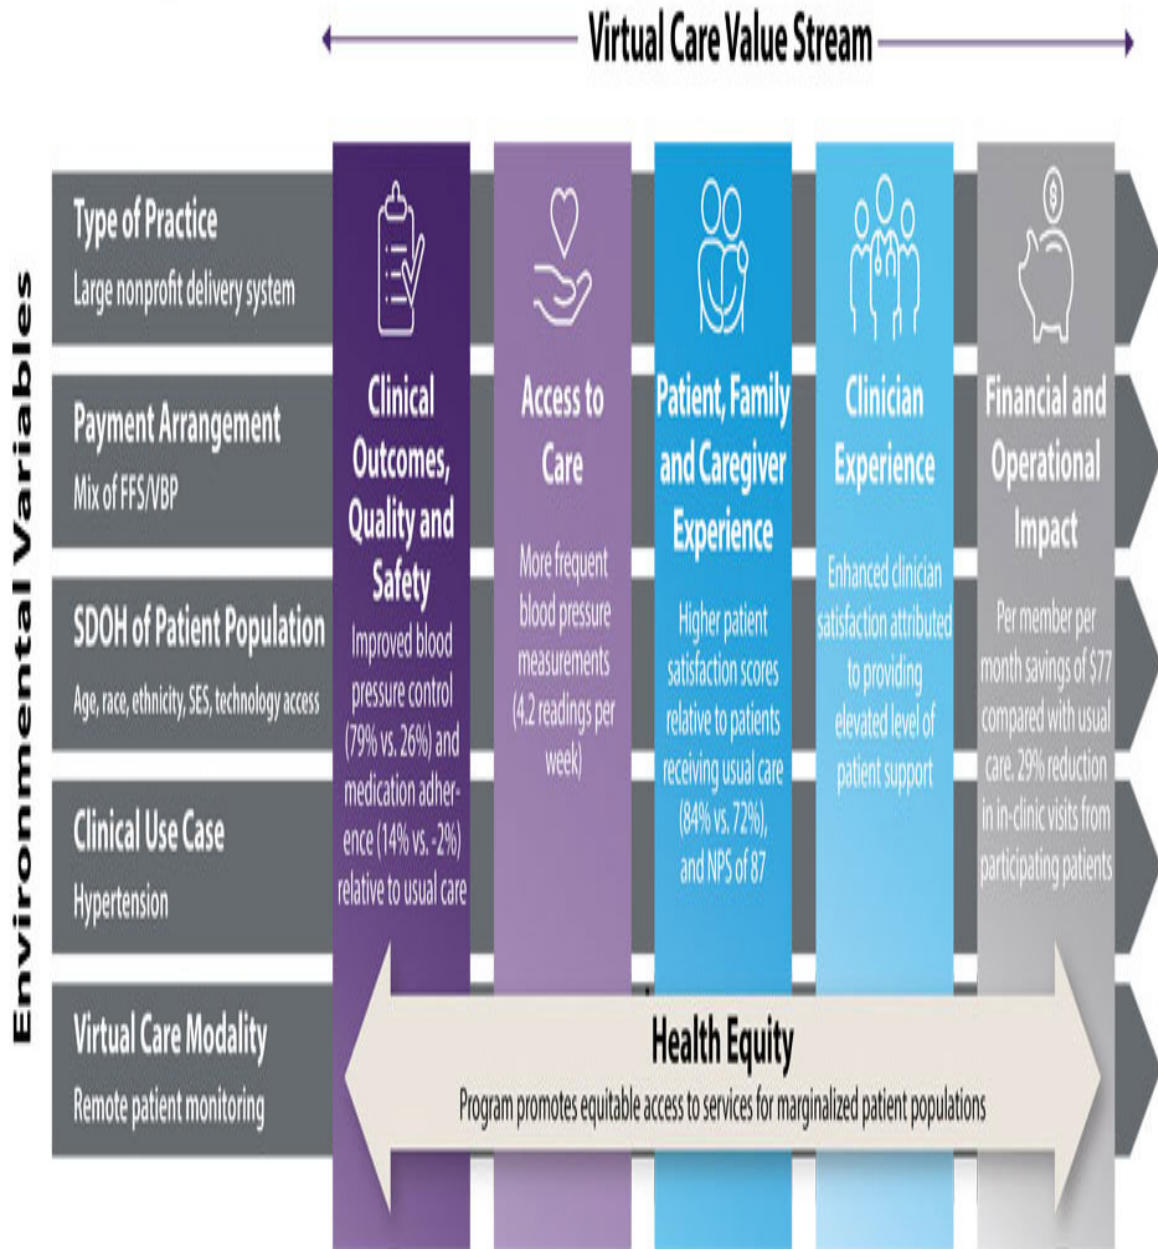 Virtual Care Value Stream
Environmental Variables
Type of Practice
Large nonprofit delivery system
Payment Arrangement
Mix of FFS/VBP
SDOH of Patient Population
Age, race, ethnicity, SES, technology access
Clinical Use Case
Hypertension
Virtual Care Modality
Remote patient monitoring
Clinical
Outcomes,
Quality and
Safety
Improved blood
pressure control
(79% vs. 26%) and
medication adher-
ence (14% vs. -2%)
relative to usual care
Access to
Care
More frequent
blood pressure
measurements
(4.2 readings per
week)
Patient, Family
and Caregiver
Experience
Higher patient
satisfaction scores
relative to patients
receiving usual care
(84% vs. 72%),
and NPS of 87
Clinician
Experience
Enhanced clinician
satisfaction attributed
to providing
elevated level of
patient support
$
Financial and
Operational
Impact
Per member per
month savings of $77
compared with usual
care. 29% reduction
in in-clinic visits from
participating patients
Health Equity
Program promotes equitable access to services for marginalized patient populations